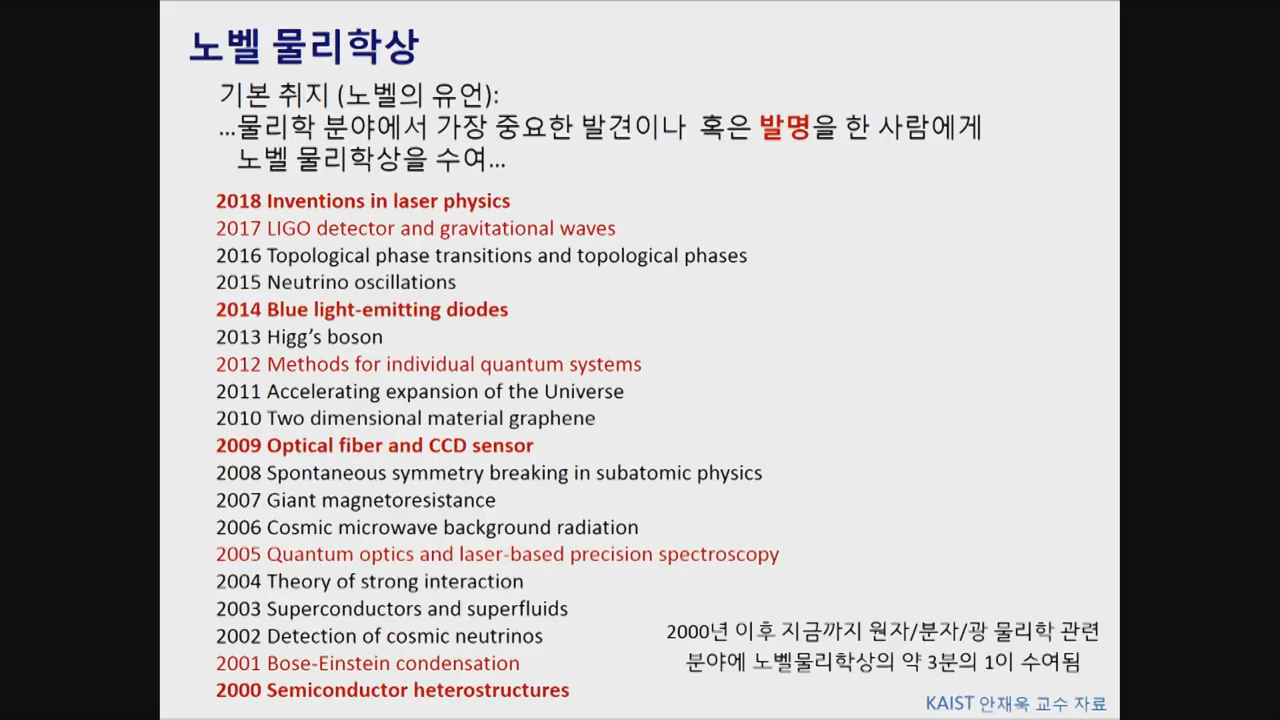 노벨 물리학상
기본 취지 (노벨의 유언):
...물리학 분야에서 가장 중요한 발견이나 혹은 발명을 한 사람에게
노벨 물리학상을 수여...
2018 Inventions in laser physics
2017 LIGO detector and gravitational waves
2016 Topological phase transitions and topological phases
2015 Neutrino oscillations
2014 Blue light-emitting diodes
2013 Higg’s boson
2012 Methods for individual quantum systems
2011 Accelerating expansion of the Universe
2010 Two dimensional material graphene
2009 Optical fiber and CCD sensor
2008 Spontaneous symmetry breaking in subatomic physics
2007 Giant magnetoresistance
2006 Cosmic microwave background radiation
2005 Quantum optics and laser-based precision spectroscopy
2004 Theory of strong interaction
2003 Superconductors and superfluids
2002 Detection of cosmic neutrinos
2001 Bose-Einstein condensation
2000 Semiconductor heterostructures
2000년 이후 지금까지 원자/분자/광 물리학 관련
분야에 노벨물리학상의 약 3분의 1이 수여됨
KAIST 안재욱 교수 자료